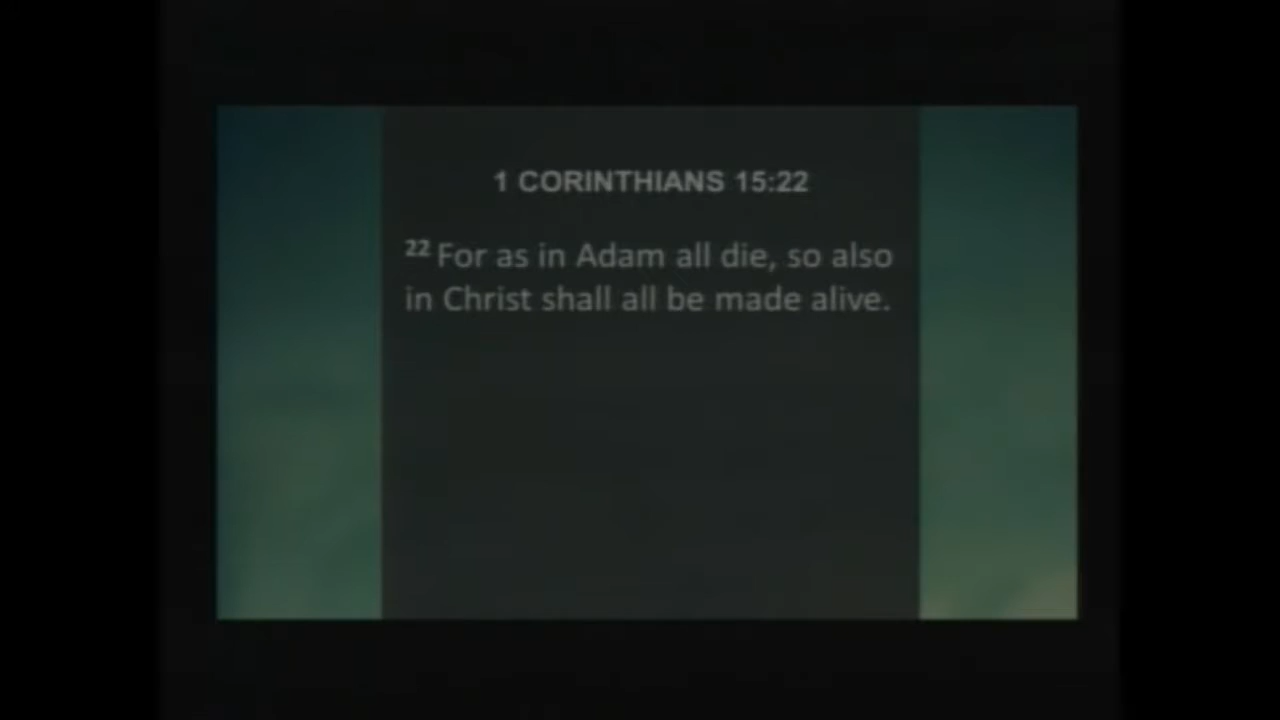 1 CORINTHIANS 15:22
22 For as in Adam all die, so also
in Christ shall all be made alive.